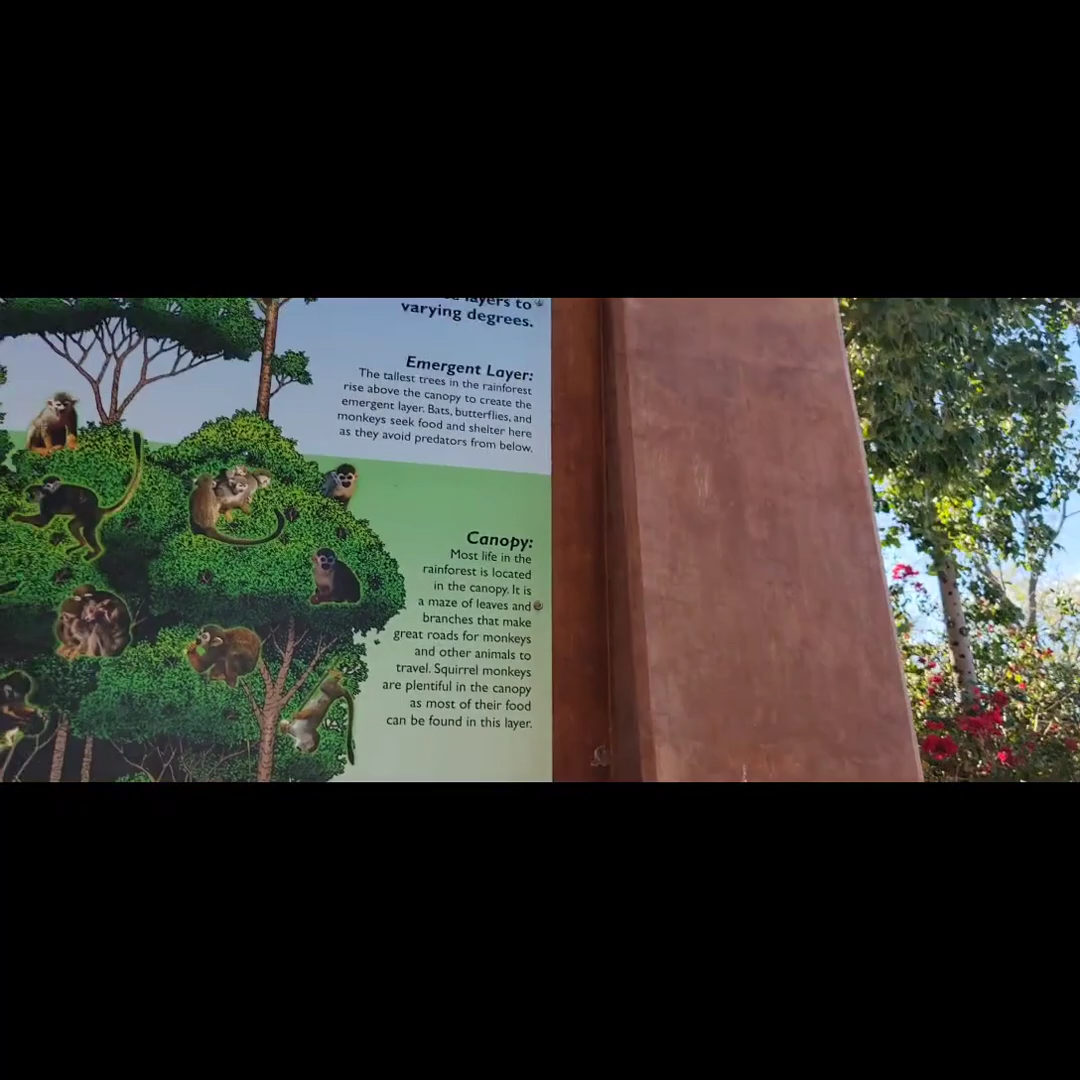 layers to
varying degrees.
Emergent Layer:
The tallest trees in the rainforest
rise above the canopy to create the
emergent layer. Bats, butterflies, and
monkeys seek food and shelter here
as they avoid predators from below.
Canopy:
Most life in the
rainforest is located
in the canopy. It is
a maze of leaves and
branches that make
great roads for monkeys
and other animals to
travel. Squirrel monkeys
are plentiful in the canopy
as most of their food
can be found in this layer.